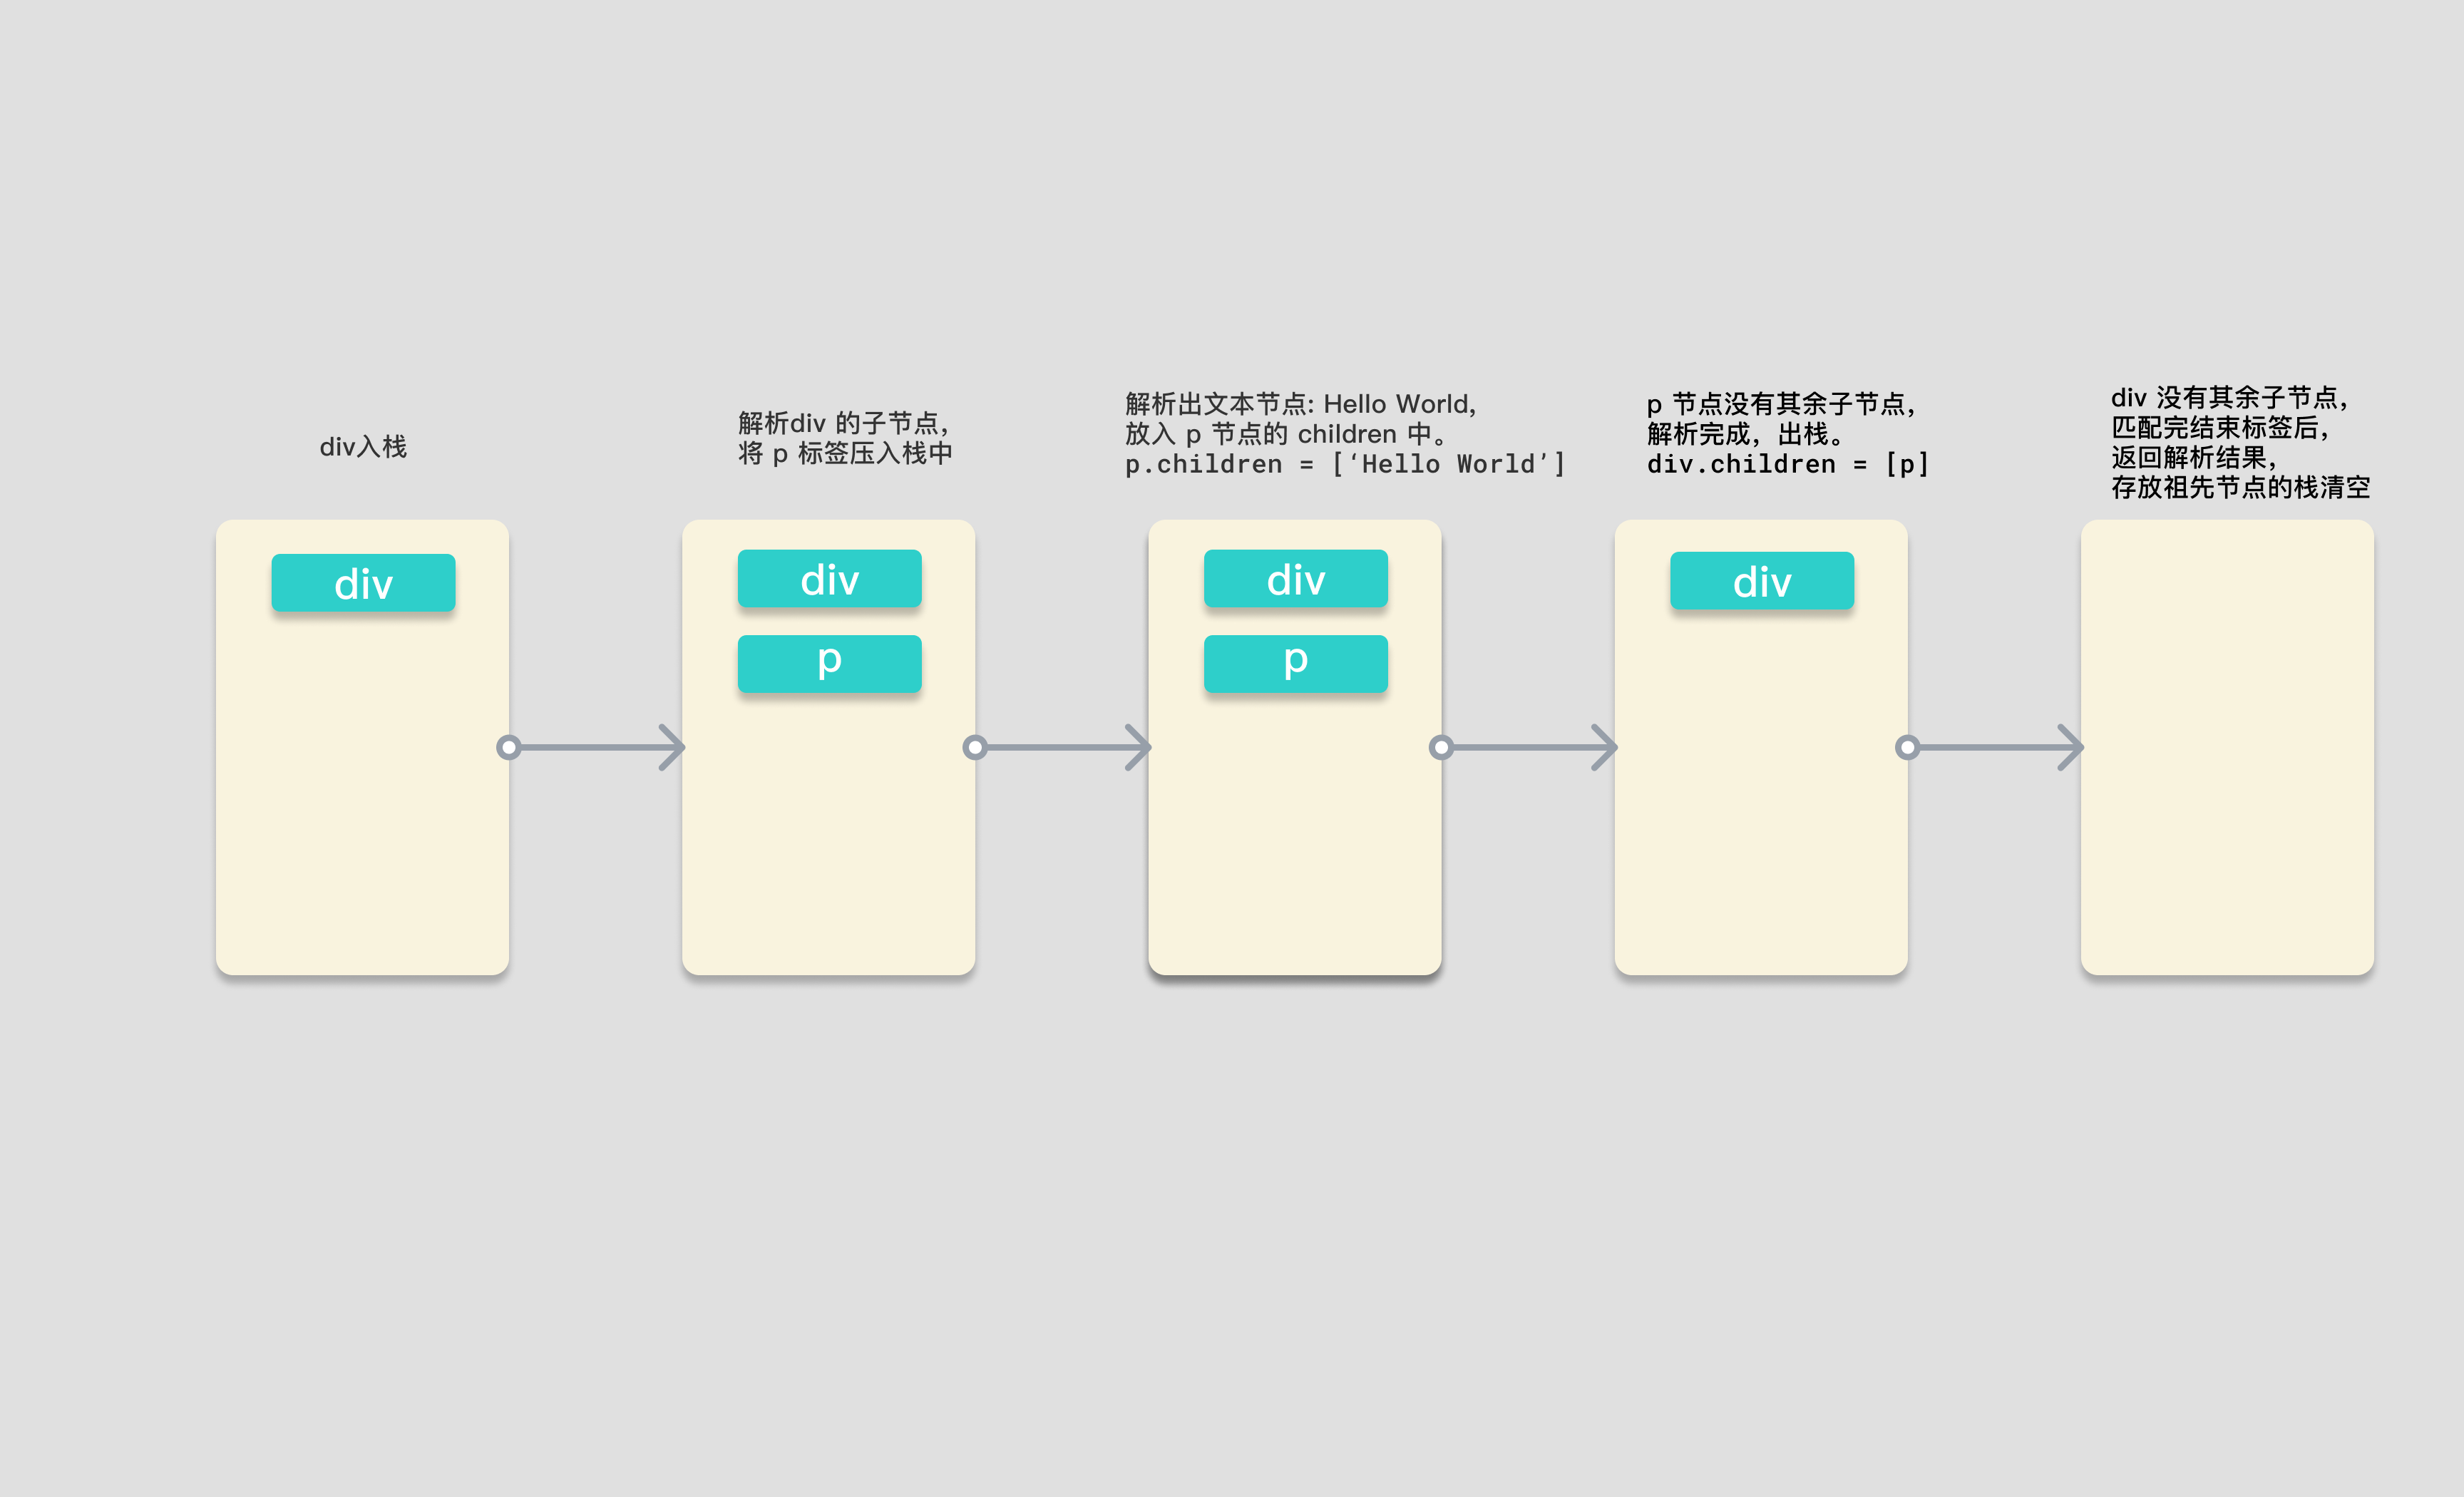 div入栈
解析div 的子节点，
将 p 标签压入栈中
解析出文本节点: Hello World,
放入 p 节点的 children 中。
p.children = [‘Hello World’]
p 节点没有其余子节点，
解析完成，出栈。
div.children = [p]
div 没有其余子节点，
匹配完结束标签后，
返回解析结果，
存放祖先节点的栈清空
div
div
p
div
p
div